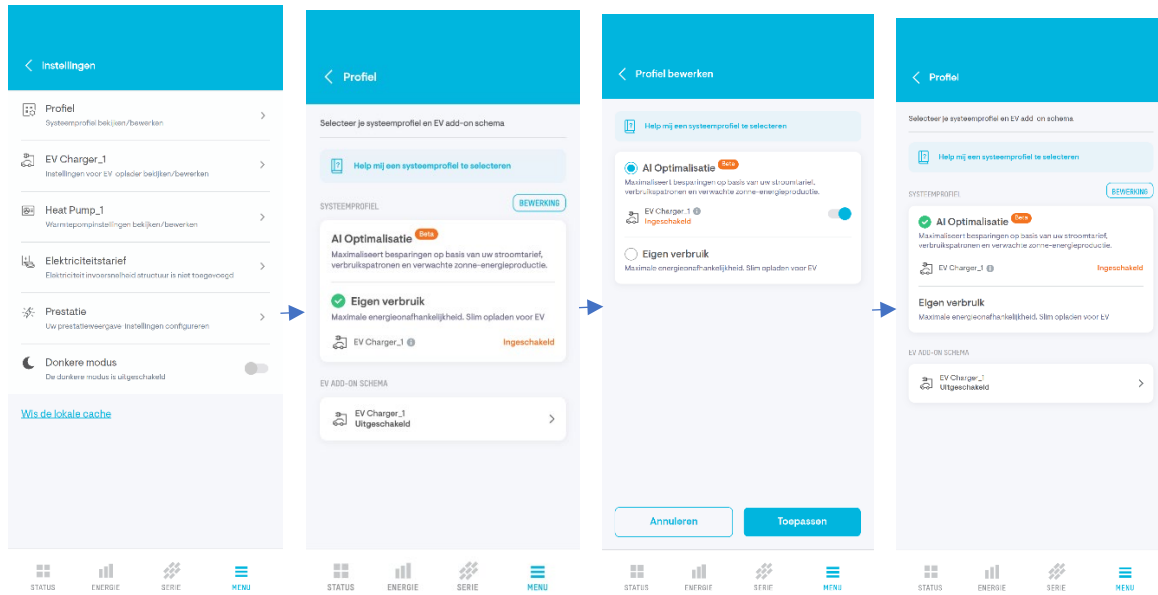 Instellingen
Profiel
Systeemprofiel bekijken/bewerken
EV Charger_1
Instellingen voor EV oplader bekijken/bewerken
Heat Pump_1
Warmtepompinstellingen bekijken/bewerken
Elektriciteitstarief
Elektriciteit invoersnelheid structuur is niet toegevoegd
Prestatie
Uw prestatieweergave instellingen configureren
Donkere modus
De donkere modus is uitgeschakeld
Wis de lokale cache
STATUS ENERGIE SERIE MENU
Profiel
Selecteer je systeemprofiel en EV add-on schema
Help mij een systeemprofiel te selecteren
SYSTEEMPROFIEL BEWERKING
AI Optimalisatie Beta
Maximaliseert besparingen op basis van uw stroomtarief,
verbruikspatronen en verwachte zonne-energieproductie.
Eigen verbruik
Maximale energieonafhankelijkheid. Slim opladen voor EV
EV Charger_1 Ingeschakeld
EV ADD-ON SCHEMA
EV Charger_1
Uitgeschakeld
STATUS ENERGIE SERIE MENU
Profiel bewerken
Help mij een systeemprofiel te selecteren
AI Optimalisatie Beta
Maximaliseert besparingen op basis van uw stroomtarief,
verbruikspatronen en verwachte zonne-energieproductie.
EV Charger_1
Ingeschakeld
Eigen verbruik
Maximale energieonafhankelijkheid. Slim opladen voor EV
Annuleren Toepassen
STATUS ENERGIE SERIE MENU
Profiel
Selecteer je systeemprofiel en EV add on schema
Help mij een systeemprofiel te selecteren
SYSTEEMPROFIEL BEWERKING
AI Optimalisatie Beta
Maximaliseert besparingen op basis van uw stroomtarief,
verbruikspatronen en verwachte zonne-energieproductie.
EV Charger_1 Ingeschakeld
Eigen verbruik
Maximale energieonafhankelijkheid. Slim opladen voor EV
EV ADD-ON SCHEMA
EV Charger_1
Uitgeschakeld
STATUS ENERGIE SERIE MENU